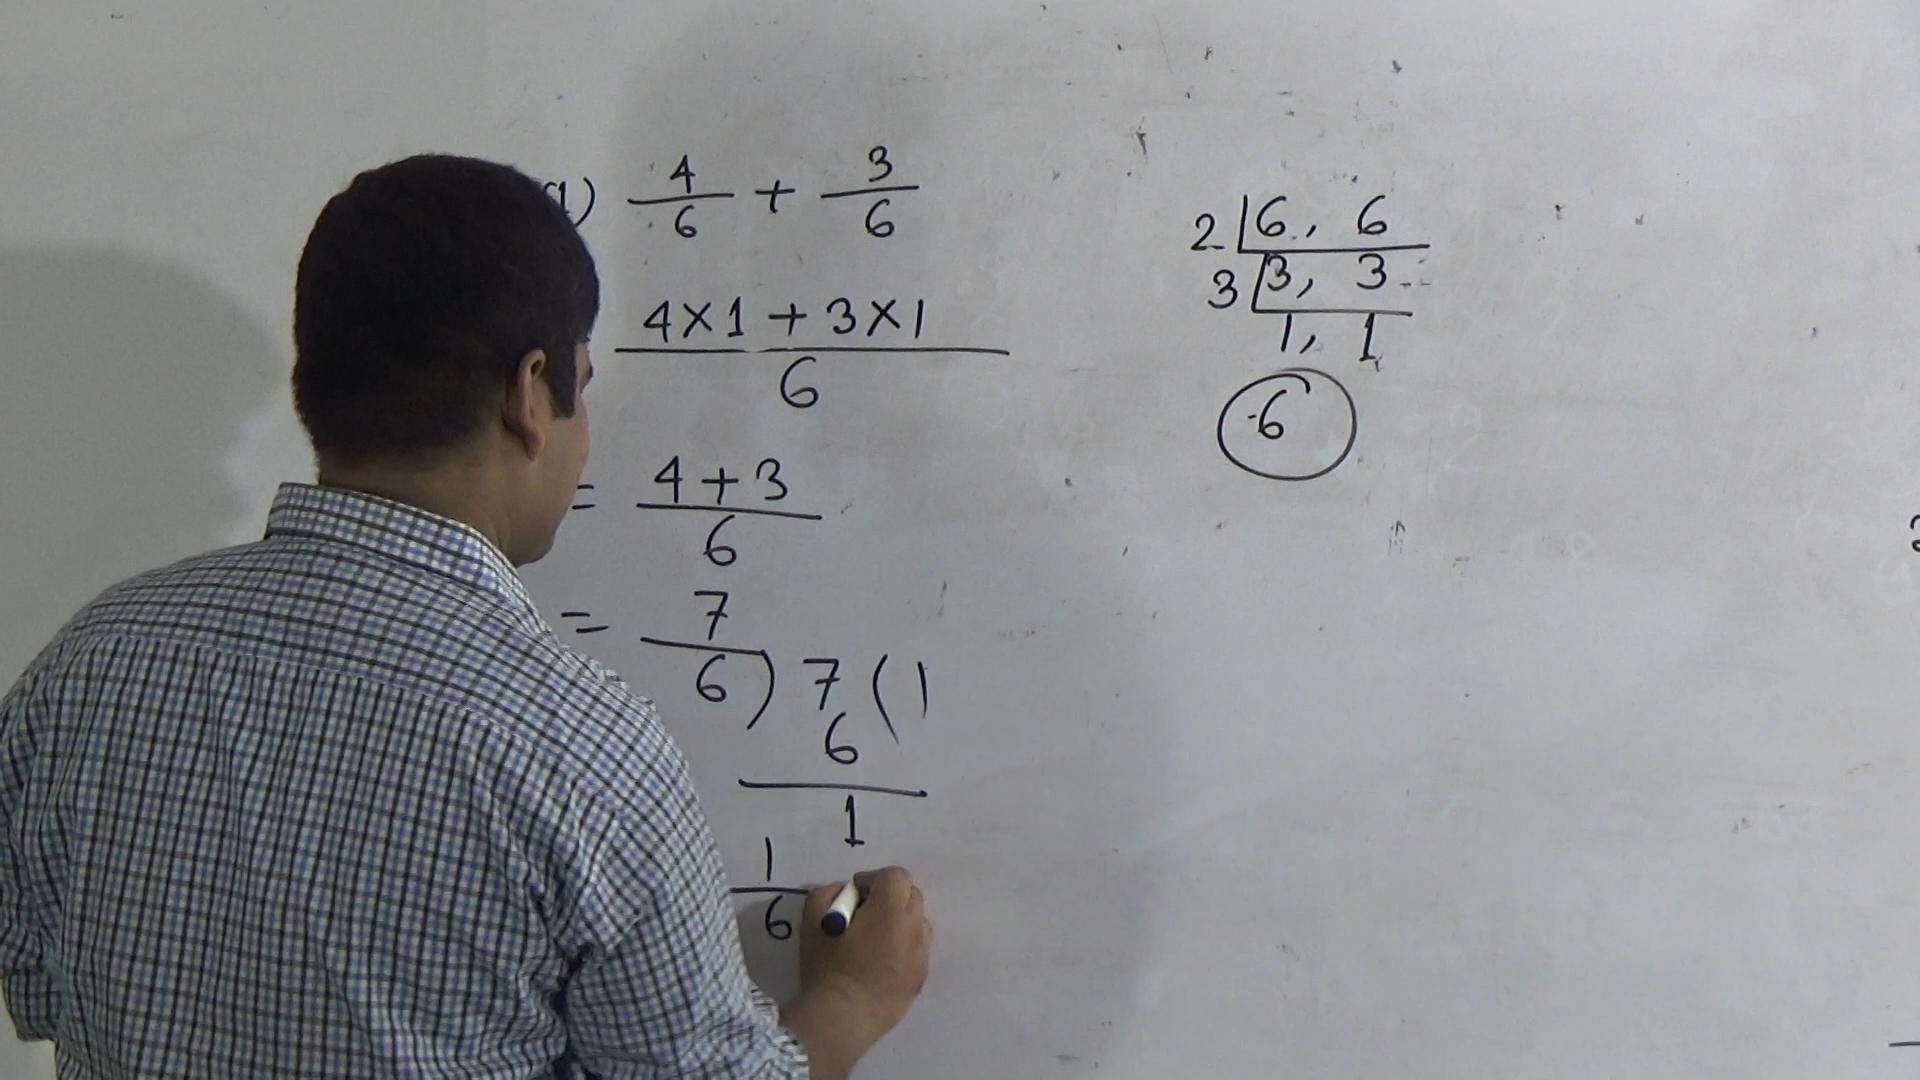 1) 4/6 + 3/6
4×1 + 3×1 / 6
= 4+3 / 6
= 7/6
6 ) 7 ( 1
6
1
1/6
2 | 6, 6
3 | 3, 3
1, 1
6